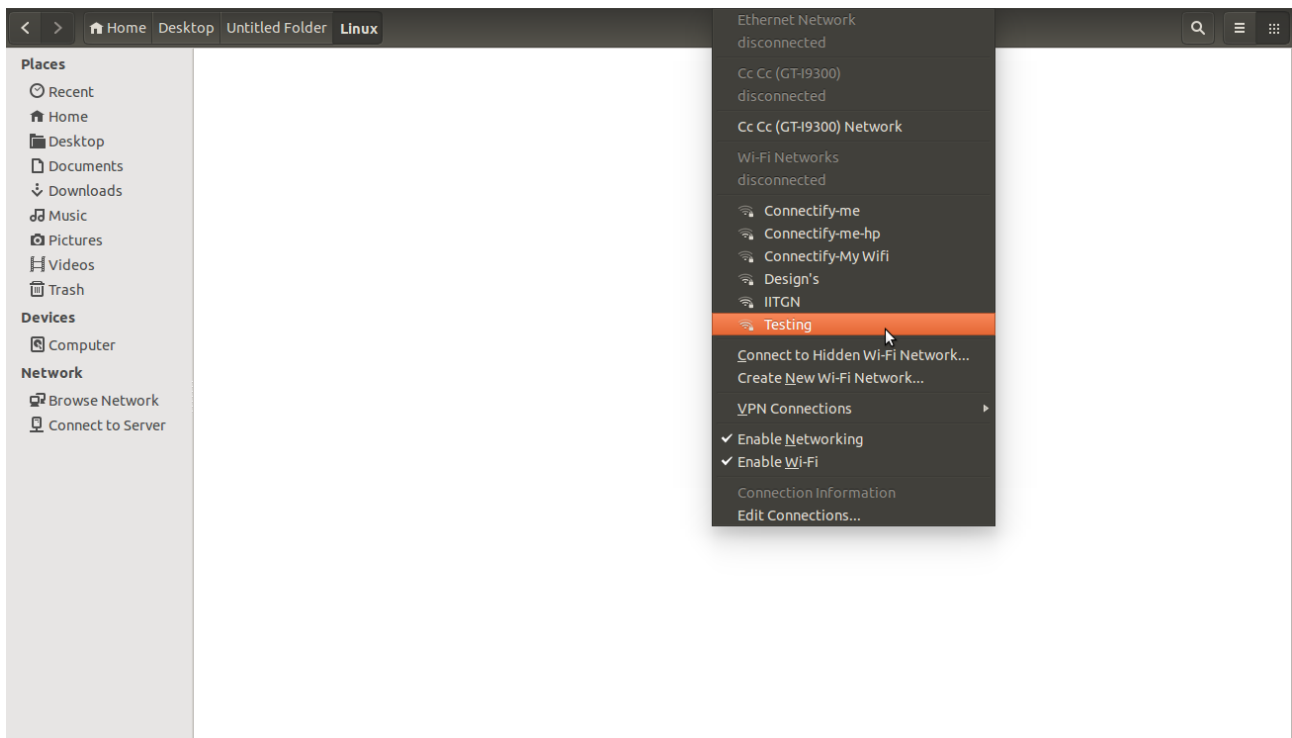 Home Desktop Untitled Folder Linux
Places
Recent
Home
Desktop
Documents
Downloads
Music
Pictures
Videos
Trash
Devices
Computer
Network
Browse Network
Connect to Server
Ethernet Network
disconnected
Cc Cc (GT-I9300)
disconnected
Cc Cc (GT-I9300) Network
Wi-Fi Networks
disconnected
Connectify-me
Connectify-me-hp
Connectify-My Wifi
Design's
IITGN
Testing
Connect to Hidden Wi-Fi Network...
Create New Wi-Fi Network...
VPN Connections
Enable Networking
Enable Wi-Fi
Connection Information
Edit Connections...